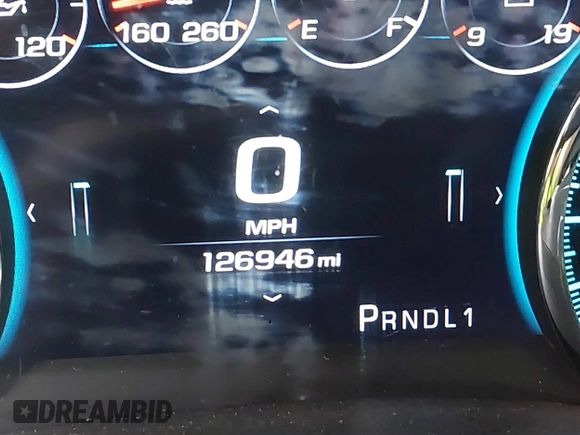 120 160 260 E F 9 19
0
MPH
126946 mi
PRNDL1
DREAMBID